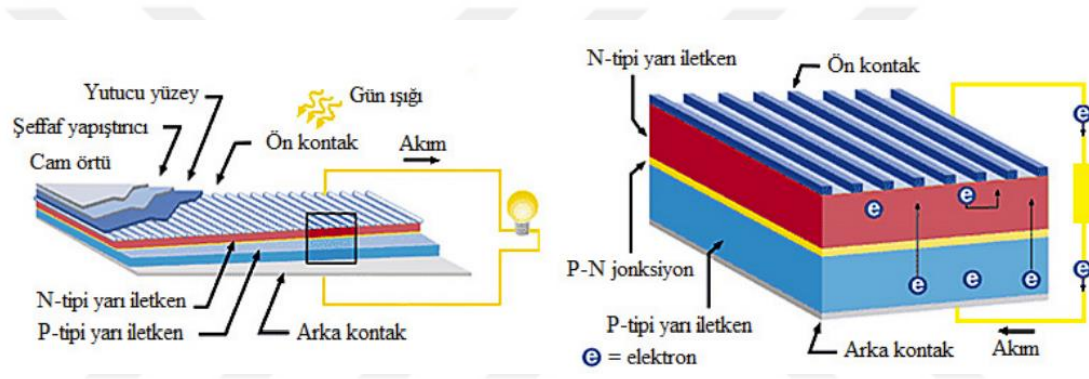 Yutucu yüzey
Şeffaf yapıştırıcı
Cam örtü
Gün ışığı
Ön kontak
Akım
N-tipi yarı iletken
P-tipi yarı iletken
Arka kontak
N-tipi yarı iletken
Ön kontak
e
e
e
e
P-N jonksiyon
e
e
e
e
P-tipi yarı iletken
Arka kontak
Akım
e = elektron